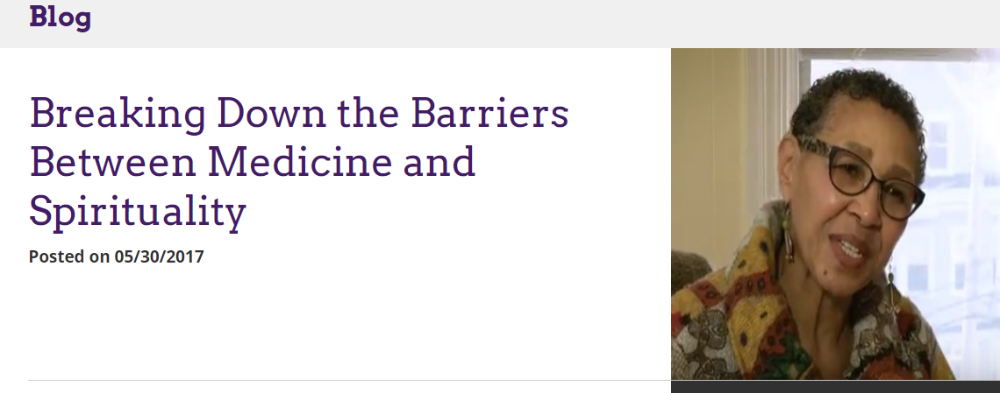 Blog
Breaking Down the Barriers
Between Medicine and
Spirituality
Posted on 05/30/2017